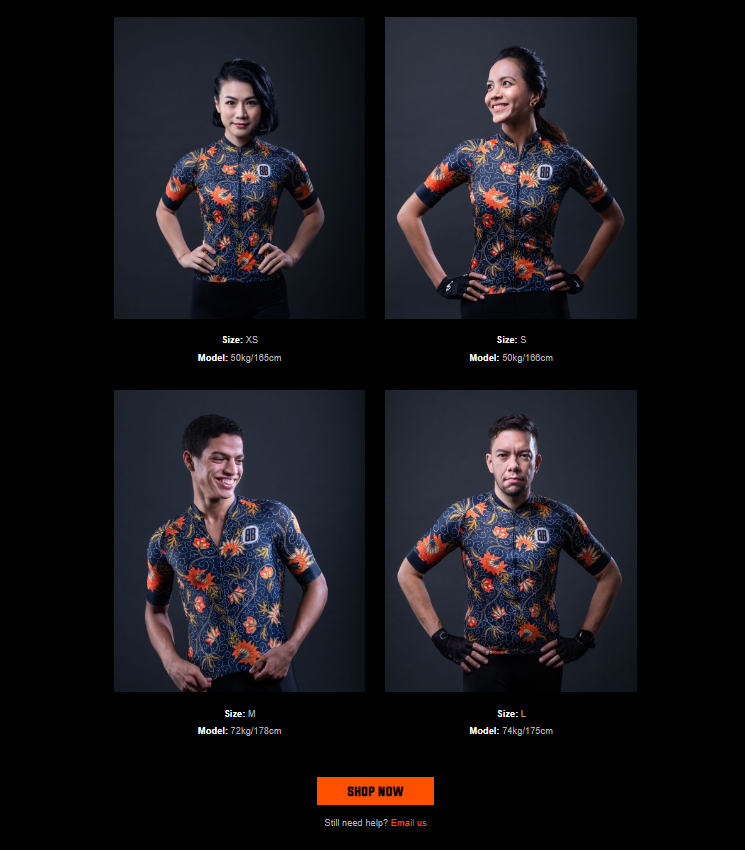 Size: XS
Model: 50kg/165cm
Size: S
Model: 50kg/166cm
Size: M
Model: 72kg/178cm
Size: L
Model: 74kg/175cm
SHOP NOW
Still need help? Email us